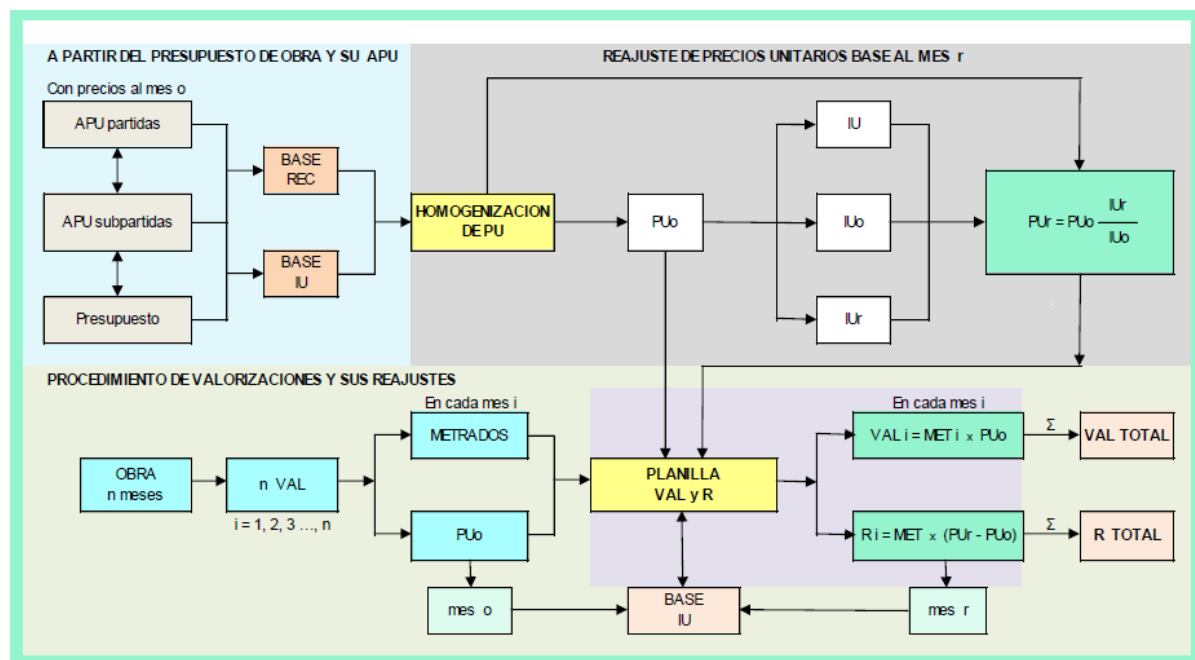 A PARTIR DEL PRESUPUESTO DE OBRA Y SU APU
Con precios al mes o
APU partidas
APU subpartidas
Presupuesto
BASE
REC
BASE
IU
REAJUSTE DE PRECIOS UNITARIOS BASE AL MES r
HOMOGENIZACION
DE PU
PUo
IU
IUo
IUr
PUr = PUo IUr
IUo
PROCEDIMIENTO DE VALORIZACIONES Y SUS REAJUSTES
OBRA
n meses
n VAL
i = 1, 2, 3 ..., n
En cada mes i
METRADOS
PUo
mes o
PLANILLA
VAL y R
BASE
IU
En cada mes i
VAL i = MET i x PUo
Σ
VAL TOTAL
R i = MET x (PUr - PUo)
Σ
R TOTAL
mes r